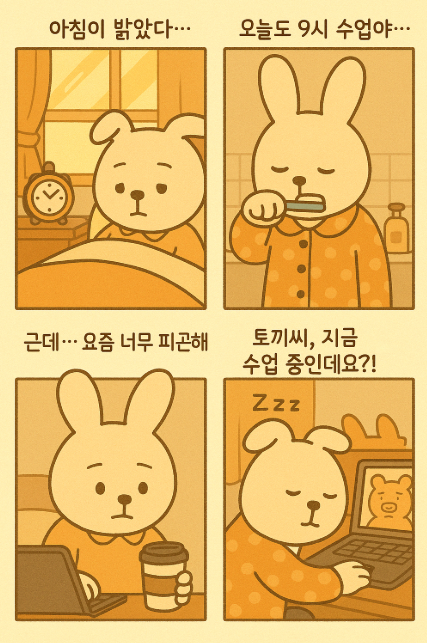 아침이 밝았다…
오늘도 9시 수업야…
근데… 요즘 너무 피곤해
토끼씨, 지금
수업 중인데요?!
Zzz